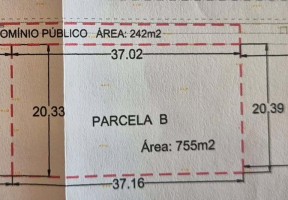 OMÍNIO PÚBLICO ÁREA: 242m2
37.02
20.33
20.39
PARCELA B
Área: 755m2
37.16